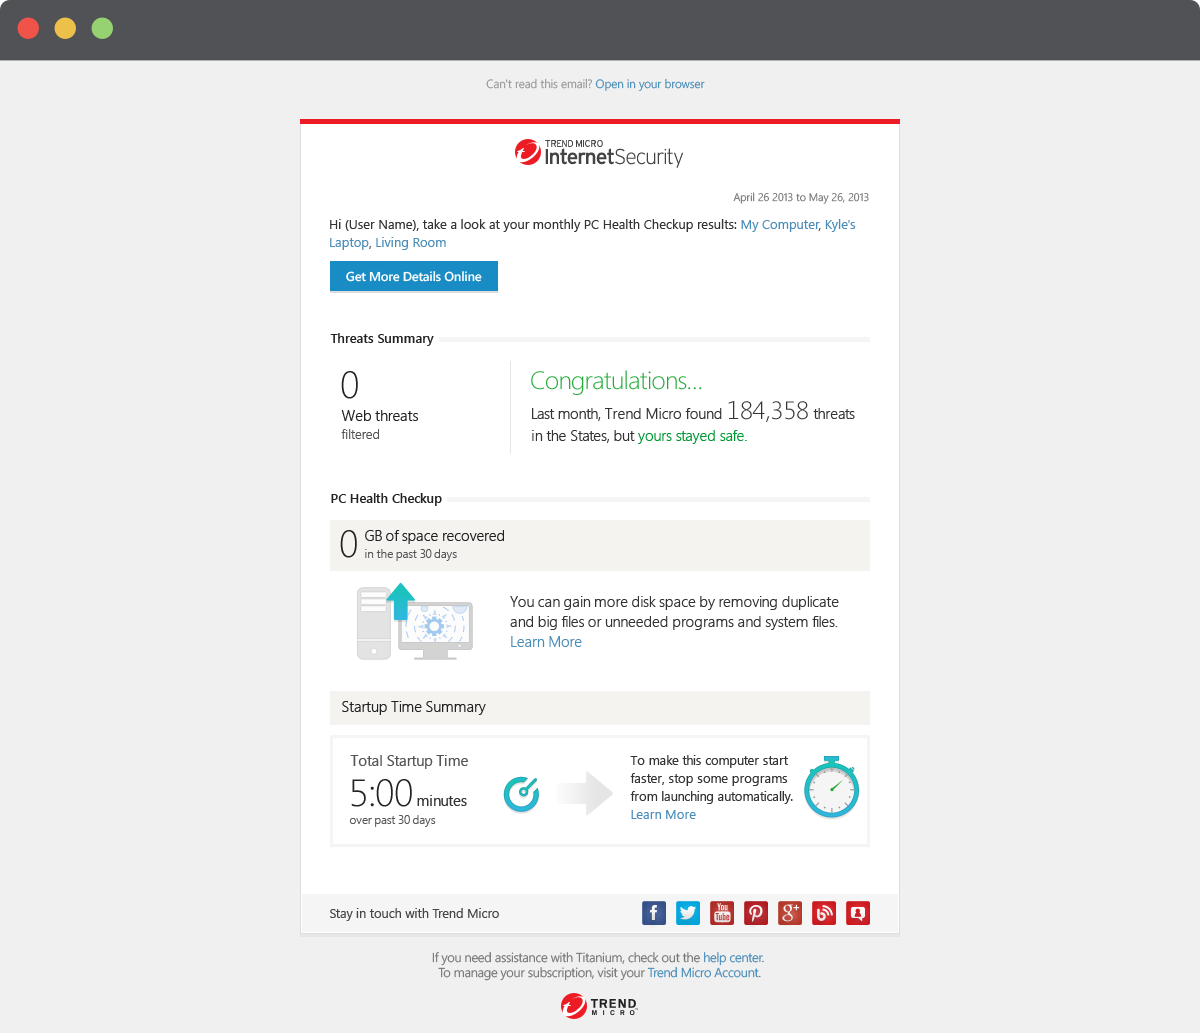 Can't read this email? Open in your browser
TREND MICRO
InternetSecurity
April 26 2013 to May 26, 2013
Hi (User Name), take a look at your monthly PC Health Checkup results: My Computer, Kyle's
Laptop, Living Room
Get More Details Online
Threats Summary
0
Web threats
filtered
Congratulations...
Last month, Trend Micro found 184,358 threats
in the States, but yours stayed safe.
PC Health Checkup
0 GB of space recovered
in the past 30 days
You can gain more disk space by removing duplicate
and big files or unneeded programs and system files.
Learn More
Startup Time Summary
Total Startup Time
5:00 minutes
over past 30 days
To make this computer start
faster, stop some programs
from launching automatically.
Learn More
Stay in touch with Trend Micro
f
You
Tube
g+
If you need assistance with Titanium, check out the help center.
To manage your subscription, visit your Trend Micro Account.
TREND
MICRO